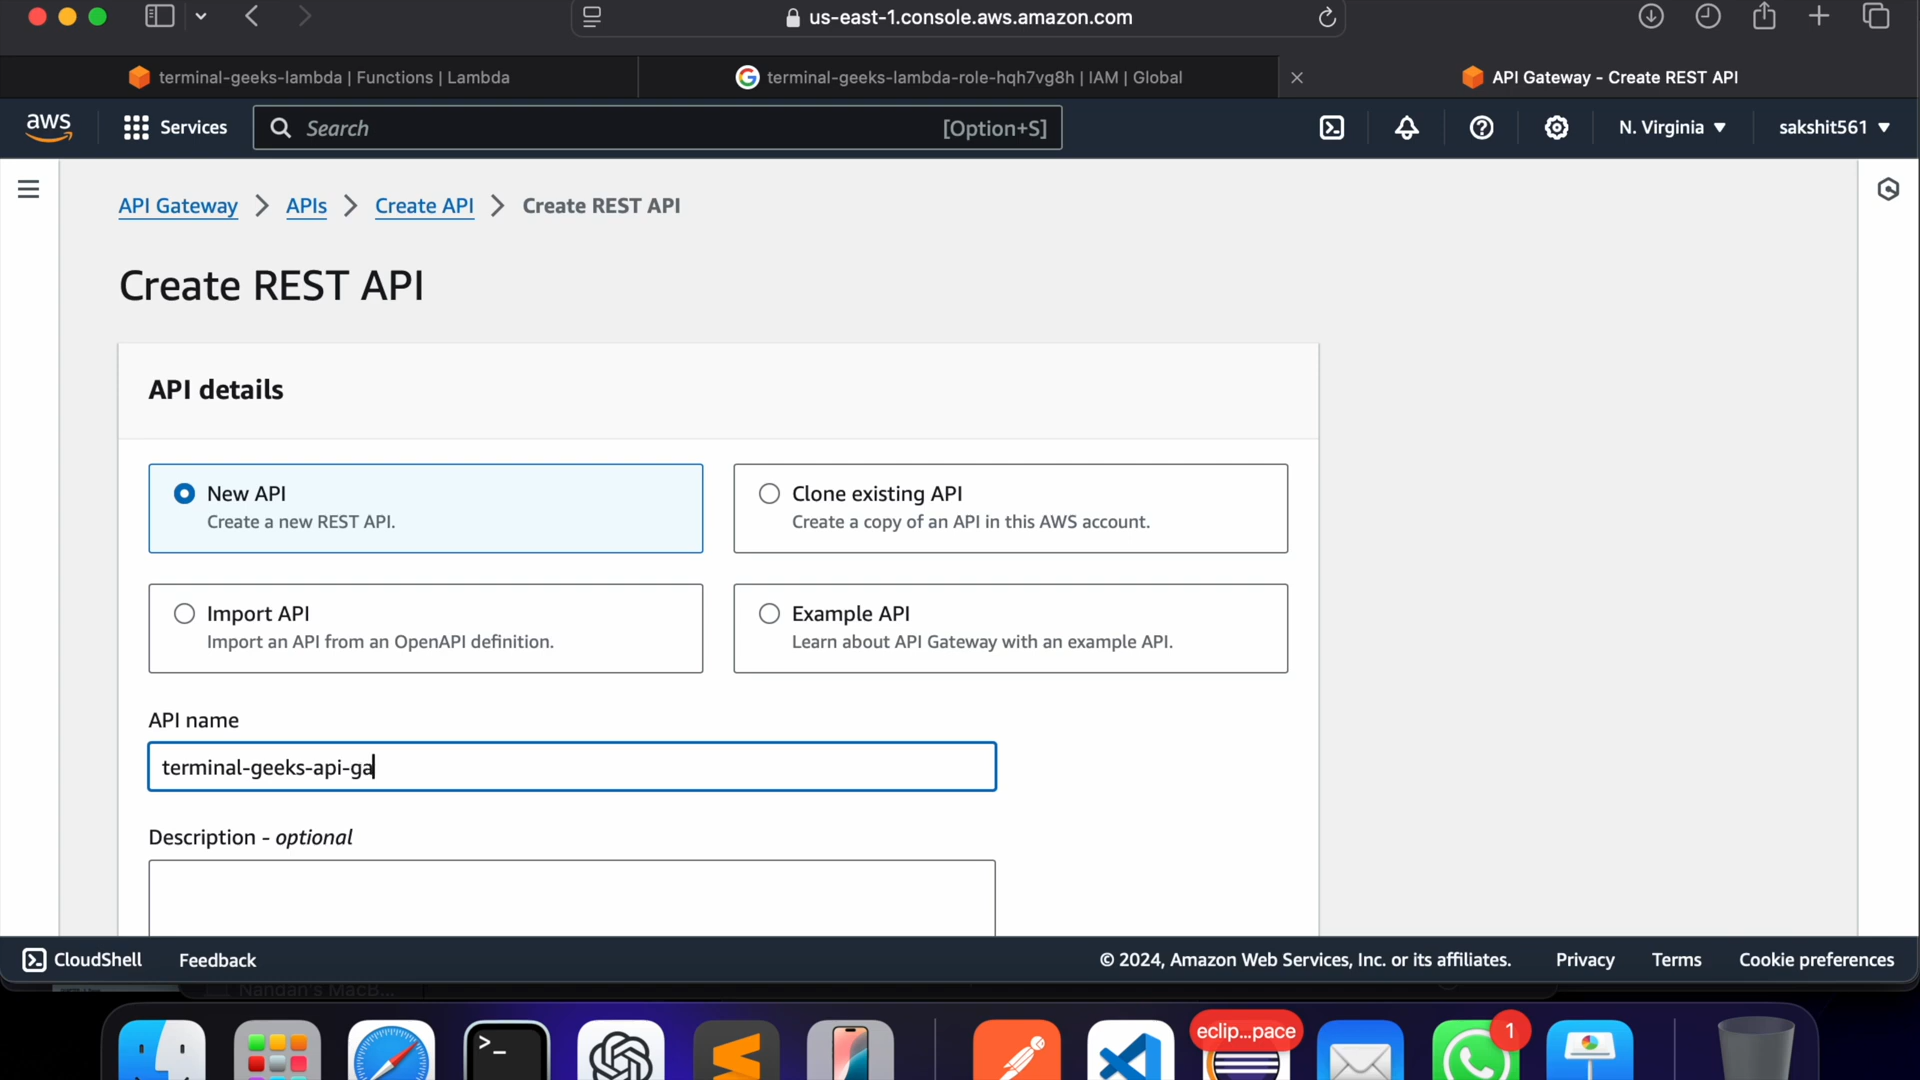 us-east-1.console.aws.amazon.com
terminal-geeks-lambda | Functions | Lambda
terminal-geeks-lambda-role-hqh7vg8h | IAM | Global
API Gateway - Create REST API
aws
Services
Search
[Option+S]
N. Virginia
sakshit561
API Gateway
APIs
Create API
Create REST API
Create REST API
API details
New API
Create a new REST API.
Clone existing API
Create a copy of an API in this AWS account.
Import API
Import an API from an OpenAPI definition.
Example API
Learn about API Gateway with an example API.
API name
terminal-geeks-api-ga
Description - optional
CloudShell
Feedback
© 2024, Amazon Web Services, Inc. or its affiliates.
Privacy
Terms
Cookie preferences
Nandan's MacB...
eclip...pace
1